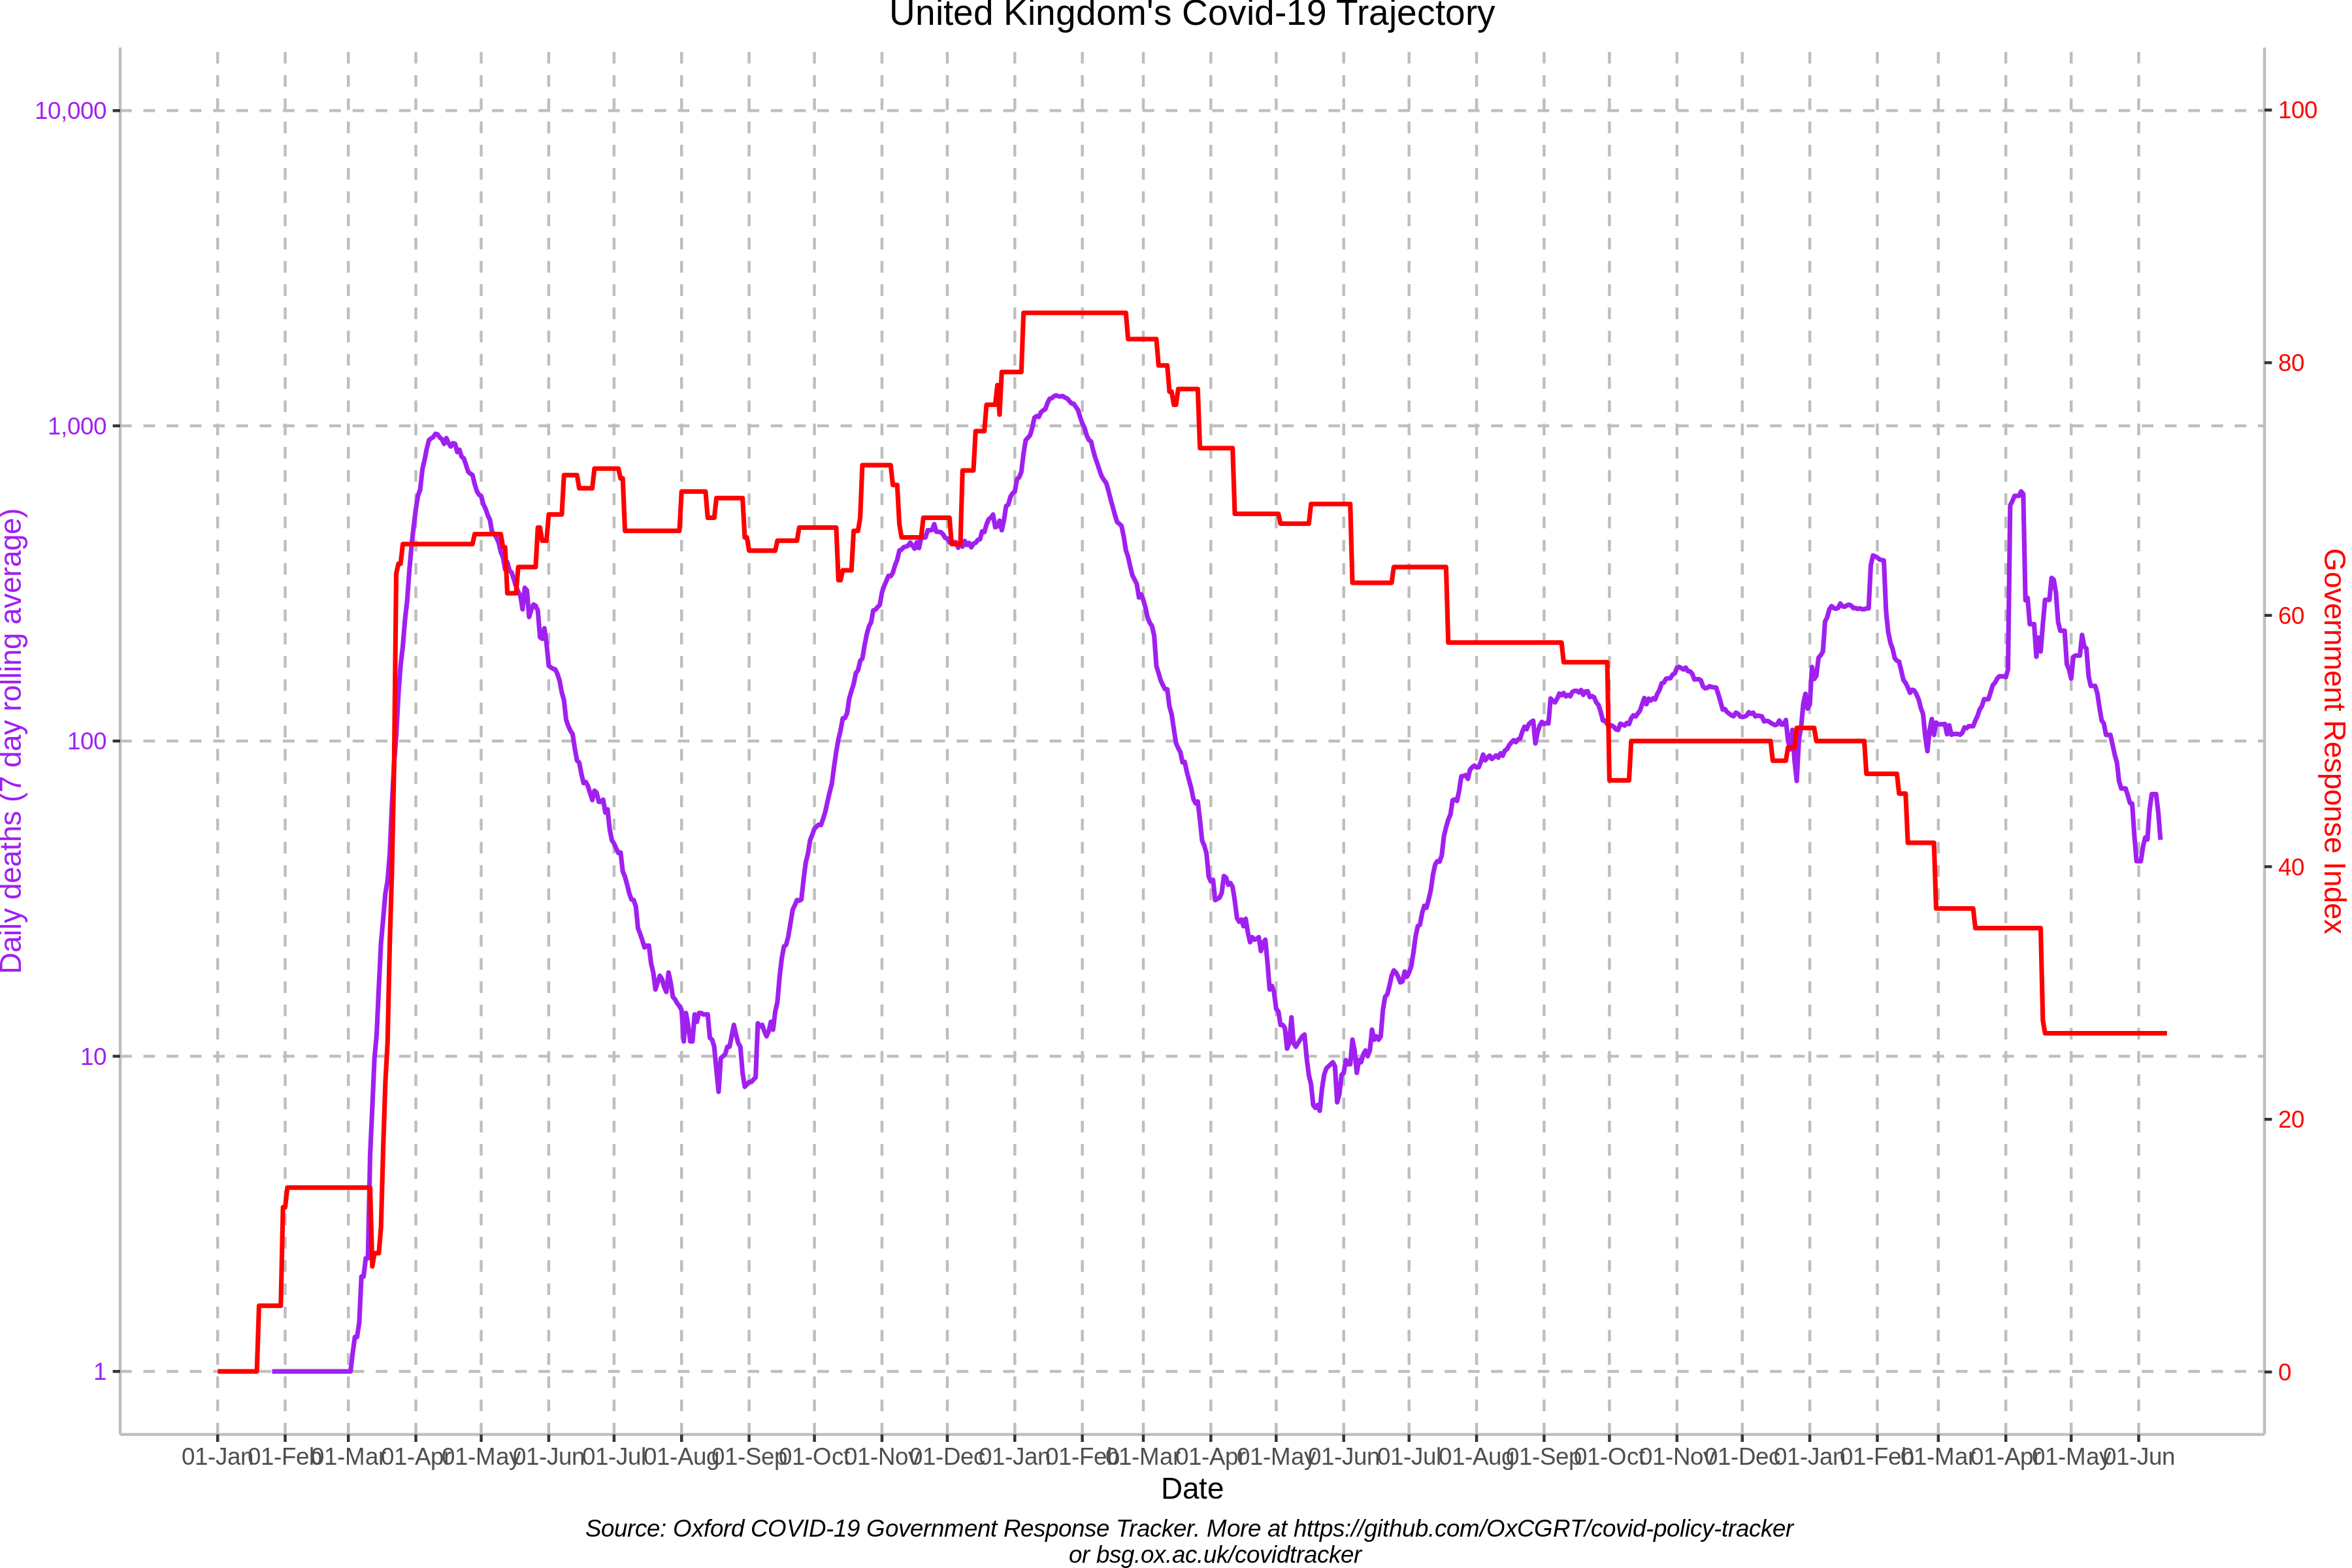 United Kingdom's Covid-19 Trajectory
10,000
1,000
100
10
1
Daily deaths (7 day rolling average)
100
80
60
40
20
0
Government Response Index
01-Jan 01-Feb 01-Mar 01-Apr 01-May 01-Jun 01-Jul 01-Aug 01-Sep 01-Oct 01-Nov 01-Dec 01-Jan 01-Feb 01-Mar 01-Apr 01-May 01-Jun 01-Jul 01-Aug 01-Sep 01-Oct 01-Nov 01-Dec 01-Jan 01-Feb 01-Mar 01-Apr 01-May 01-Jun
Date
Source: Oxford COVID-19 Government Response Tracker. More at https://github.com/OxCGRT/covid-policy-tracker
or bsg.ox.ac.uk/covidtracker